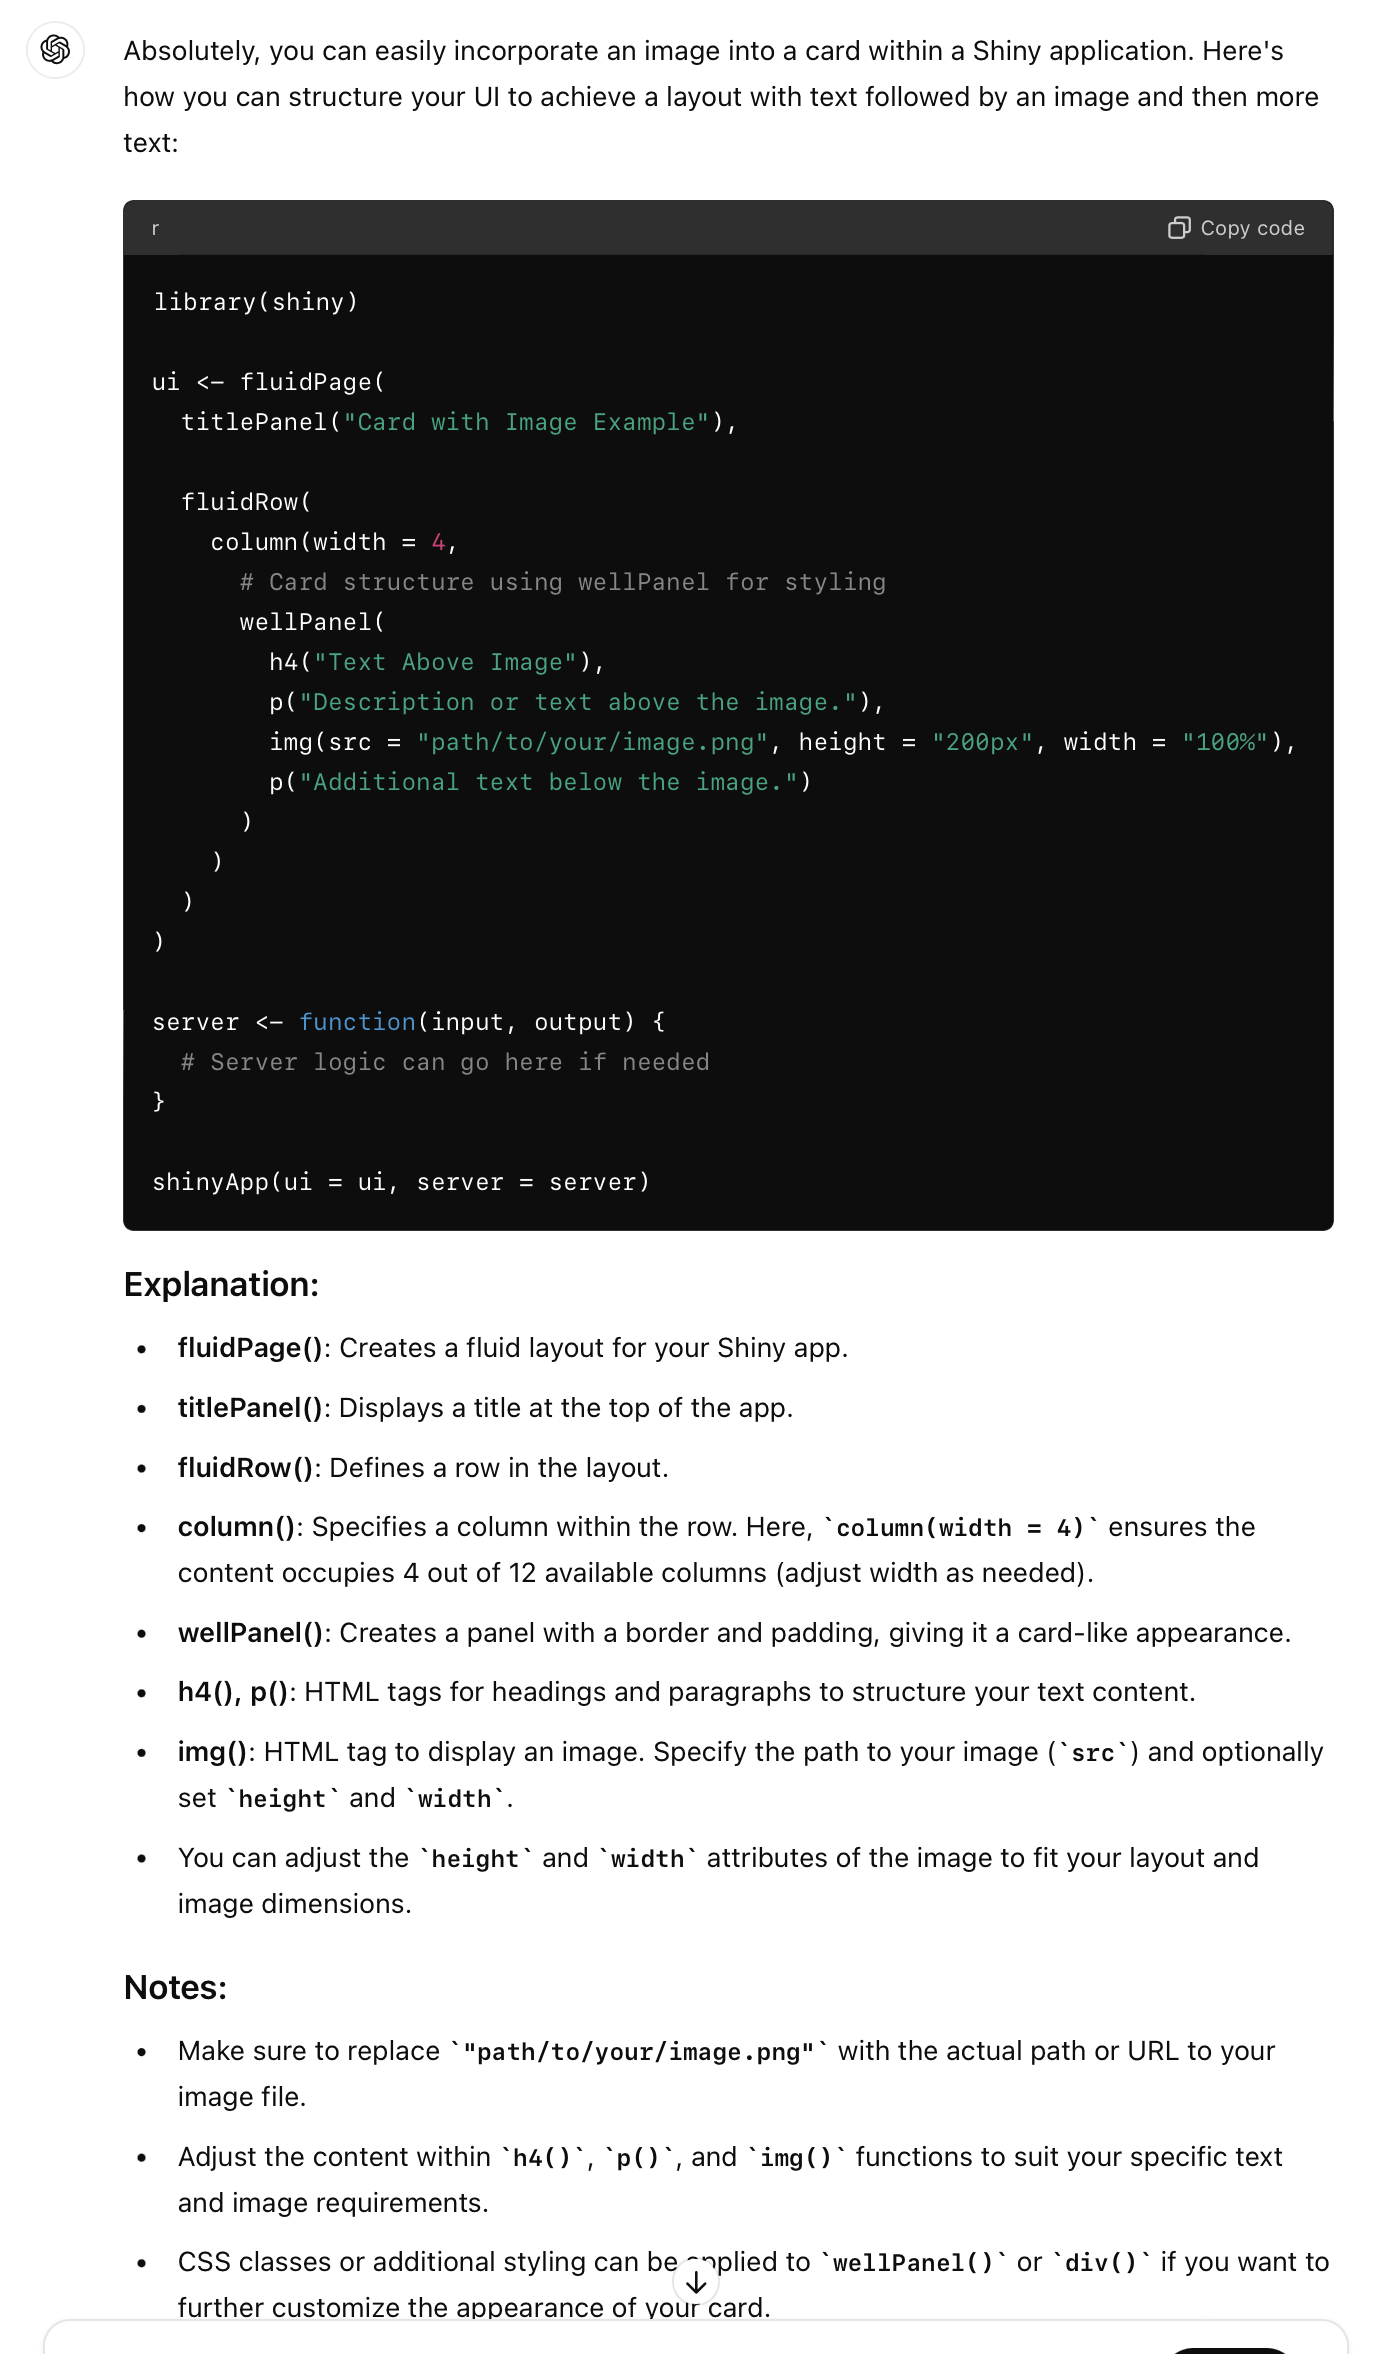 Absolutely, you can easily incorporate an image into a card within a Shiny application. Here's
how you can structure your UI to achieve a layout with text followed by an image and then more
text:
r
Copy code
library(shiny)
ui <- fluidPage(
  titlePanel("Card with Image Example"),
  fluidRow(
    column(width = 4,
      # Card structure using wellPanel for styling
      wellPanel(
        h4("Text Above Image"),
        p("Description or text above the image."),
        img(src = "path/to/your/image.png", height = "200px", width = "100%"),
        p("Additional text below the image.")
      )
    )
  )
)
server <- function(input, output) {
  # Server logic can go here if needed
}
shinyApp(ui = ui, server = server)
Explanation:
• fluidPage(): Creates a fluid layout for your Shiny app.
• titlePanel(): Displays a title at the top of the app.
• fluidRow(): Defines a row in the layout.
• column(): Specifies a column within the row. Here, `column(width = 4)` ensures the
content occupies 4 out of 12 available columns (adjust width as needed).
• wellPanel(): Creates a panel with a border and padding, giving it a card-like appearance.
• h4(), p(): HTML tags for headings and paragraphs to structure your text content.
• img(): HTML tag to display an image. Specify the path to your image (`src`) and optionally
set `height` and `width`.
• You can adjust the `height` and `width` attributes of the image to fit your layout and
image dimensions.
Notes:
• Make sure to replace `"path/to/your/image.png"` with the actual path or URL to your
image file.
• Adjust the content within `h4()`, `p()`, and `img()` functions to suit your specific text
and image requirements.
• CSS classes or additional styling can be applied to `wellPanel()` or `div()` if you want to
further customize the appearance of your card.